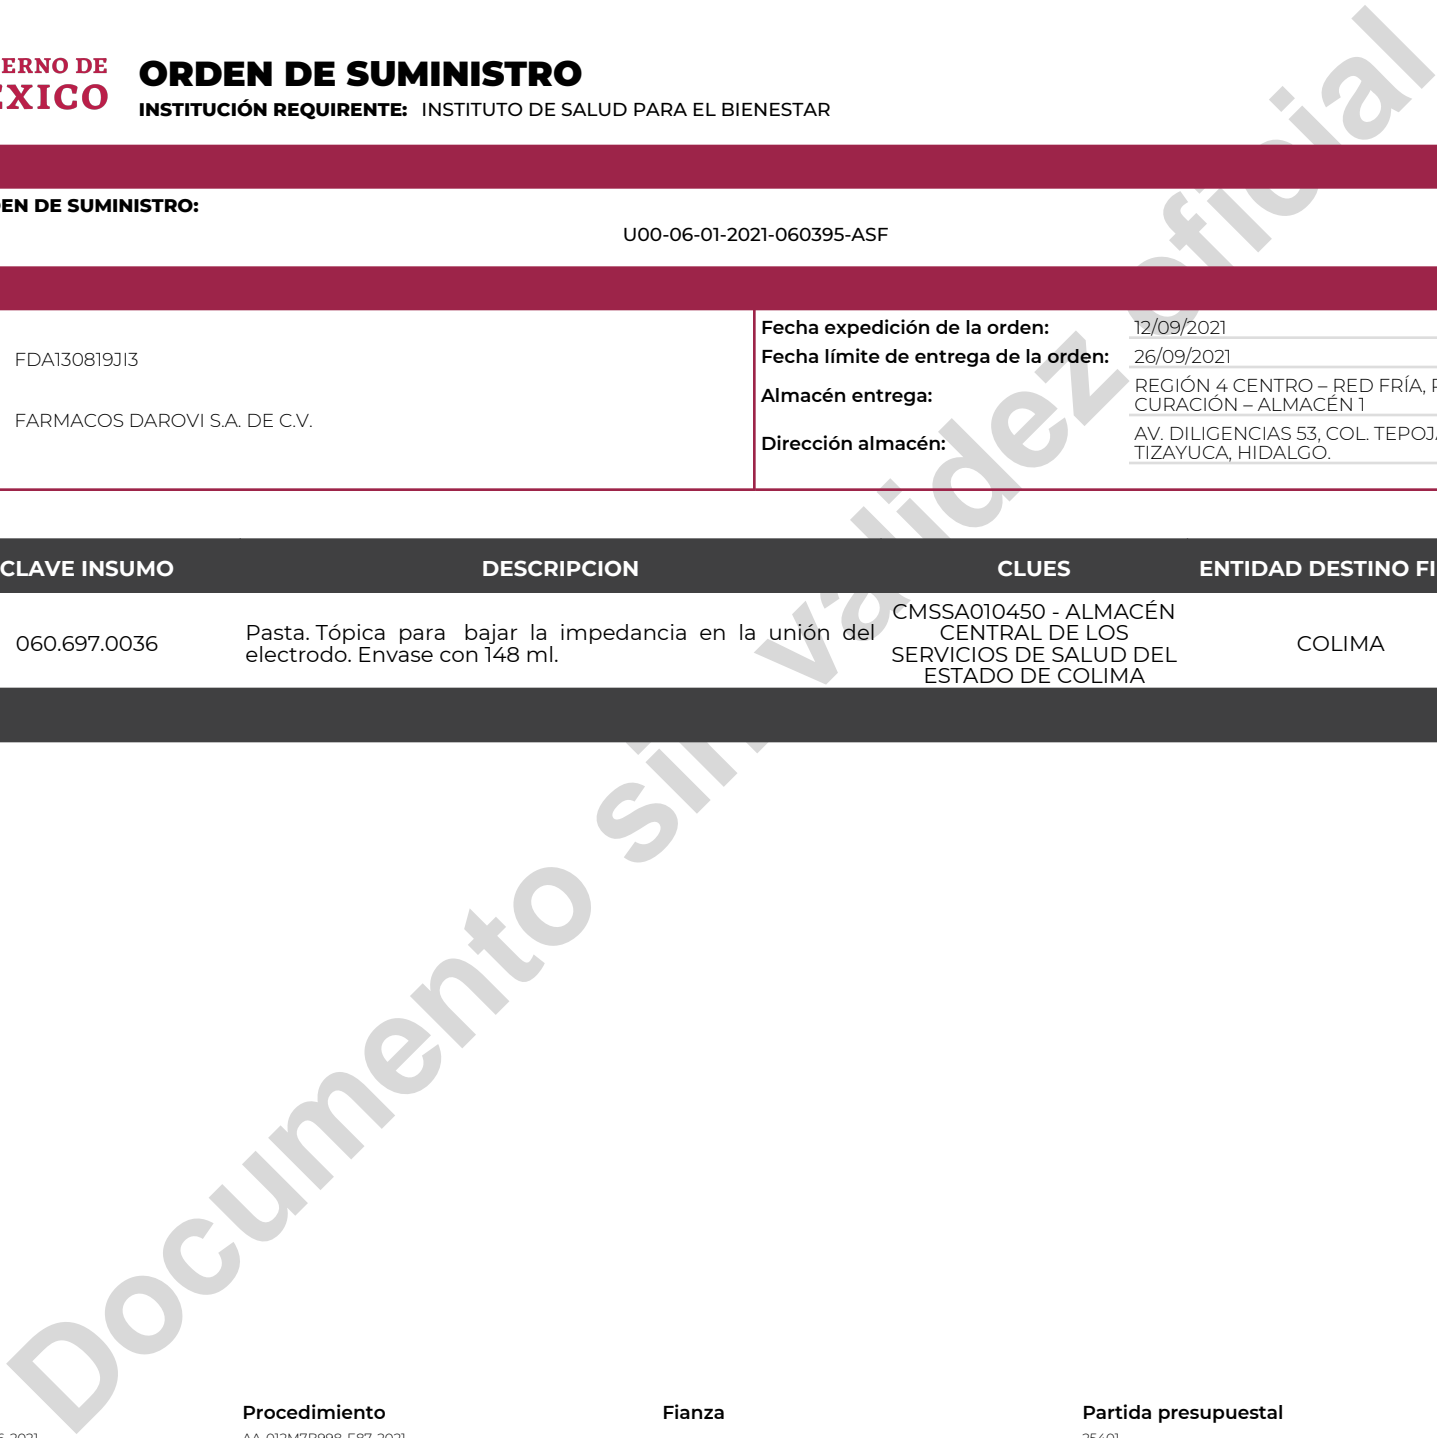 ERNO DE
ÉXICO
ORDEN DE SUMINISTRO
INSTITUCIÓN REQUIRENTE: INSTITUTO DE SALUD PARA EL BIENESTAR
EN DE SUMINISTRO:
U00-06-01-2021-060395-ASF
FDA130819JI3
FARMACOS DAROVI S.A. DE C.V.
Fecha expedición de la orden: 12/09/2021
Fecha límite de entrega de la orden: 26/09/2021
Almacén entrega: REGIÓN 4 CENTRO – RED FRÍA,
CURACIÓN – ALMACÉN 1
Dirección almacén: AV. DILIGENCIAS 53, COL. TEPOJ
TIZAYUCA, HIDALGO.
CLAVE INSUMO DESCRIPCION CLUES ENTIDAD DESTINO FI
060.697.0036
Pasta. Tópica para bajar la impedancia en la unión del
electrodo. Envase con 148 ml.
CMSSA010450 - ALMACÉN
CENTRAL DE LOS
SERVICIOS DE SALUD DEL
ESTADO DE COLIMA
COLIMA
Documento sin validez oficial
Procedimiento Fianza Partida presupuestal